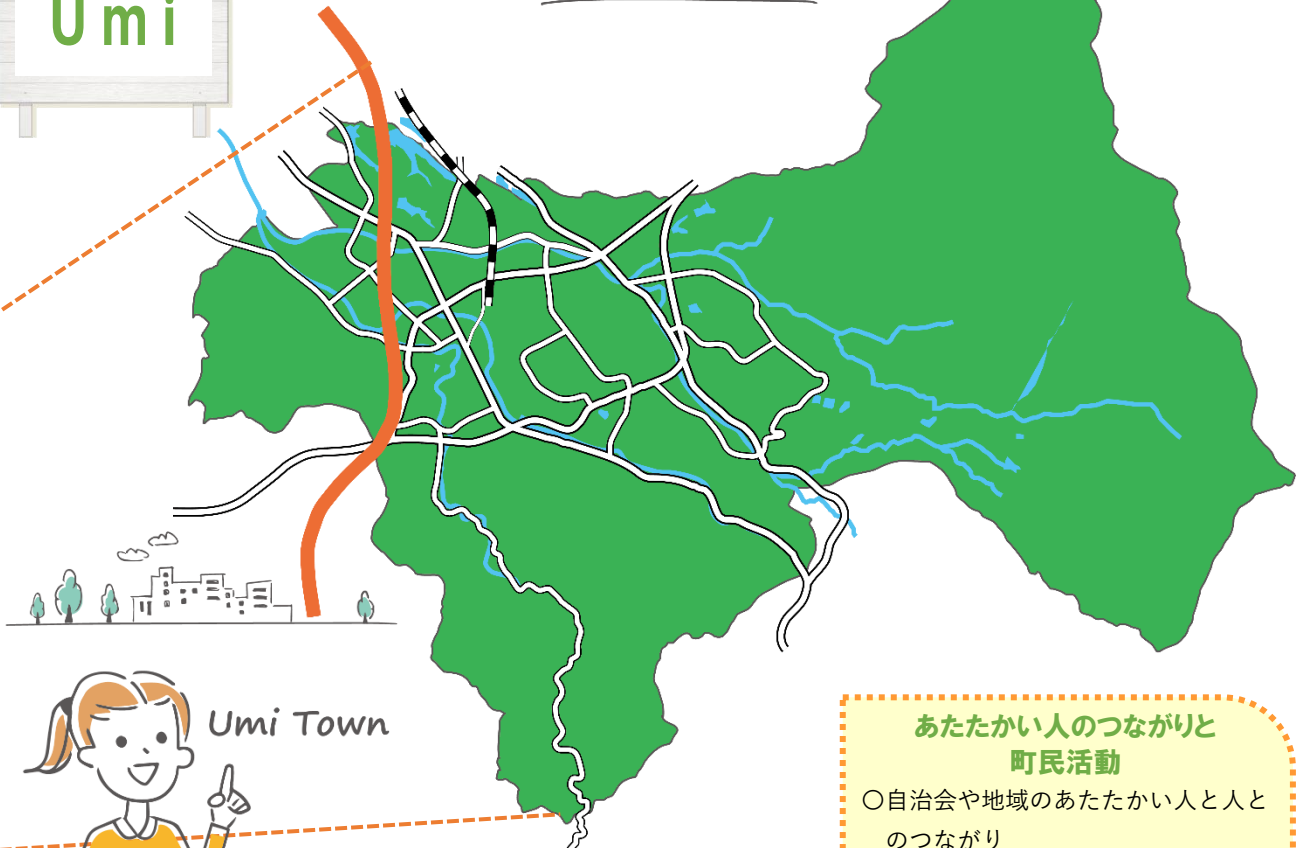 Umi
Umi Town
あたたかい人のつながりと
町民活動
〇自治会や地域のあたたかい人と人と
のつながり